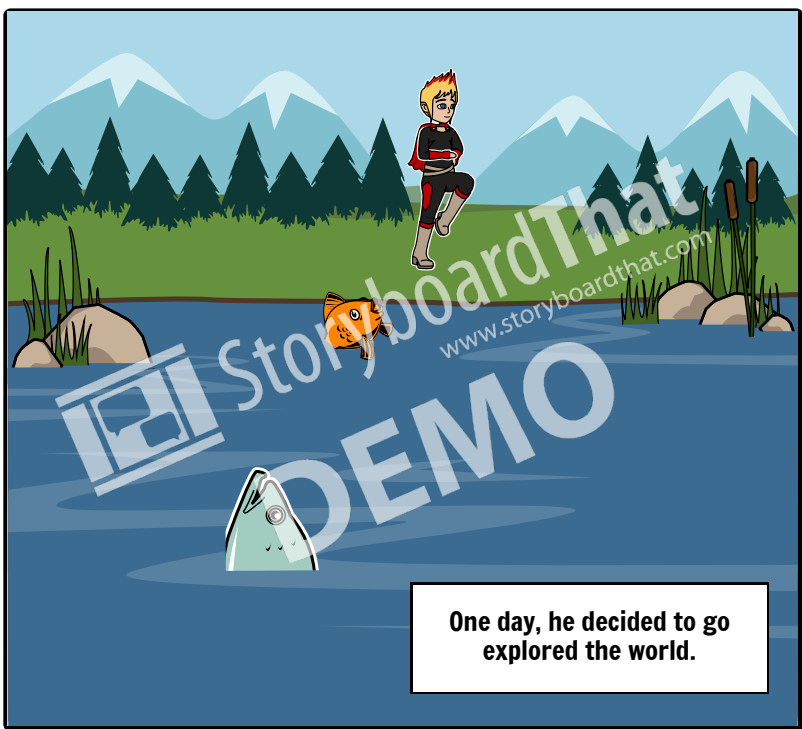 StoryboardThat
www.storyboardthat.com
DEMO
One day, he decided to go
explored the world.